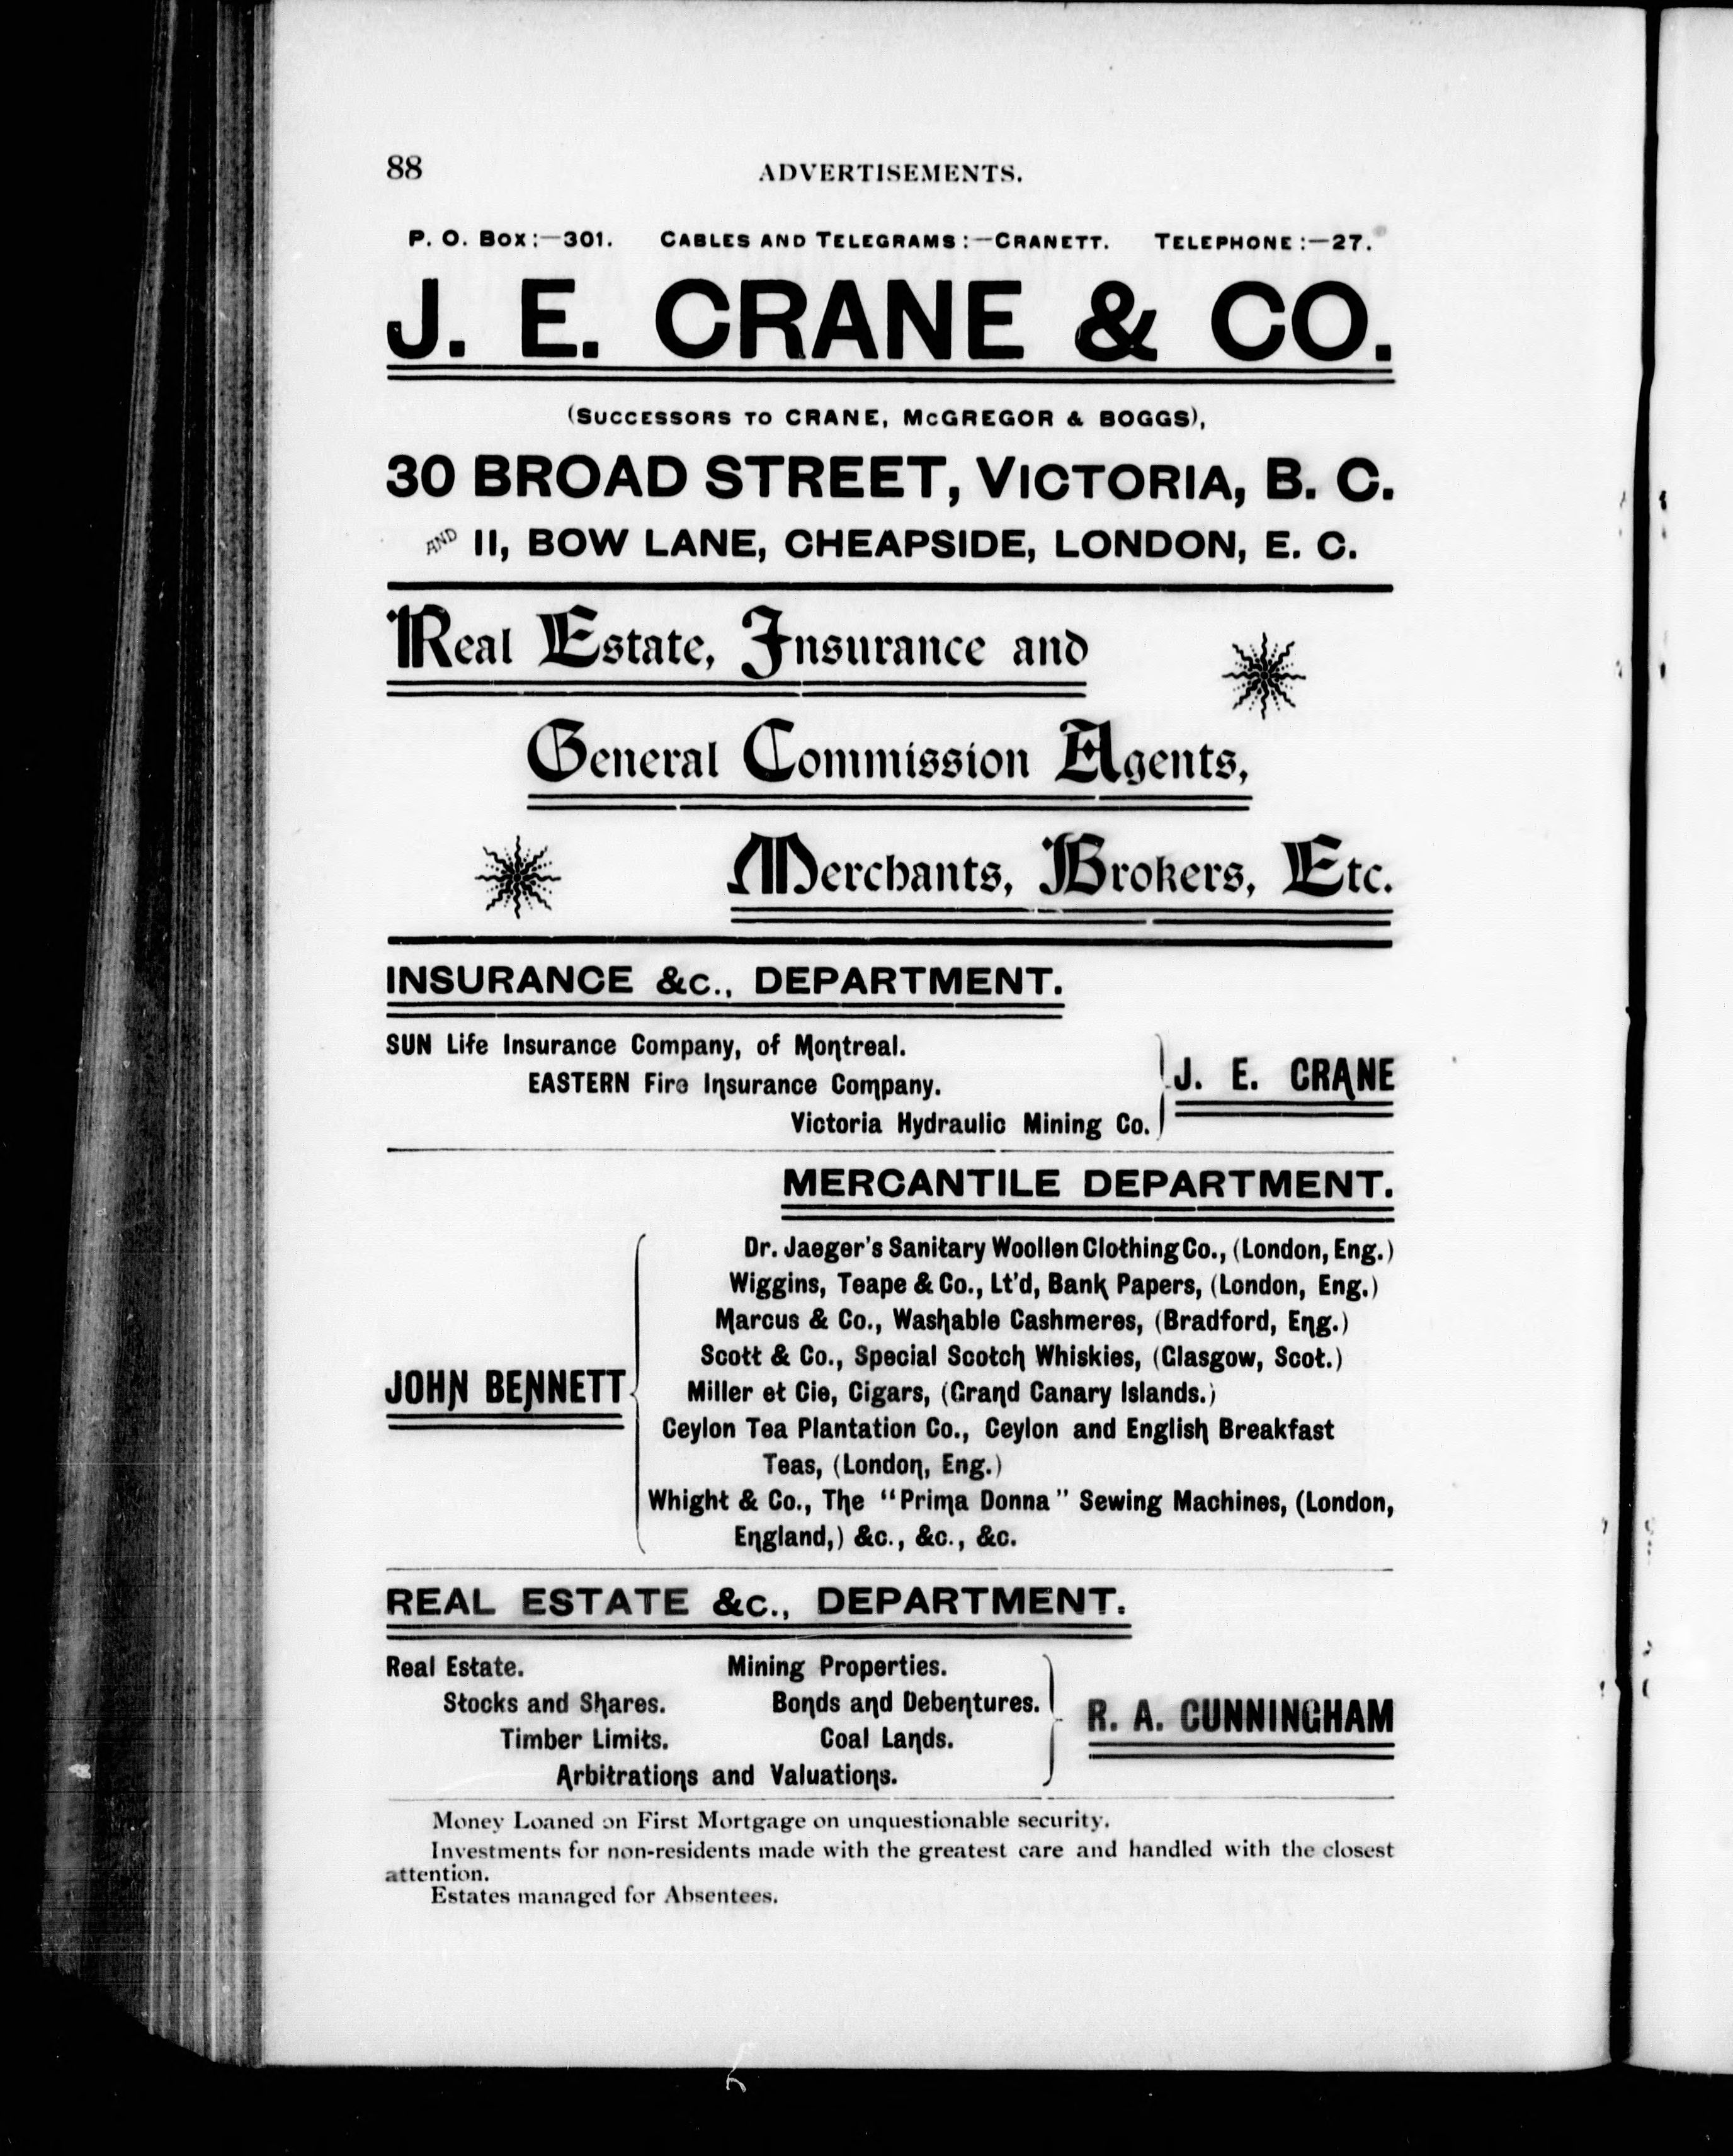 88
ADVERTISEMENTS.
P. O. Box:—301. CABLES AND TELEGRAMS:—CRANETT. TELEPHONE:—27.
J. E. CRANE & CO.
(SUCCESSORS TO CRANE, McGREGOR & BOGGS),
30 BROAD STREET, VICTORIA, B. C.
AND 11, BOW LANE, CHEAPSIDE, LONDON, E. C.
Real Estate, Insurance and
General Commission Agents,
Merchants, Brokers, Etc.
INSURANCE &c., DEPARTMENT.
SUN Life Insurance Company, of Montreal.
EASTERN Fire Insurance Company.
Victoria Hydraulic Mining Co.
J. E. CRANE
MERCANTILE DEPARTMENT.
JOHN BENNETT
Dr. Jaeger's Sanitary Woollen Clothing Co., (London, Eng.)
Wiggins, Teape & Co., Lt'd, Bank Papers, (London, Eng.)
Marcus & Co., Washable Cashmeres, (Bradford, Eng.)
Scott & Co., Special Scotch Whiskies, (Glasgow, Scot.)
Miller et Cie, Cigars, (Grand Canary Islands.)
Ceylon Tea Plantation Co., Ceylon and English Breakfast
Teas, (London, Eng.)
Whight & Co., The "Prima Donna" Sewing Machines, (London,
England,) &c., &c., &c.
REAL ESTATE &c., DEPARTMENT.
Real Estate. Mining Properties.
Stocks and Shares. Bonds and Debentures.
Timber Limits. Coal Lands.
Arbitrations and Valuations.
R. A. CUNNINGHAM
Money Loaned on First Mortgage on unquestionable security.
Investments for non-residents made with the greatest care and handled with the closest
attention.
Estates managed for Absentees.